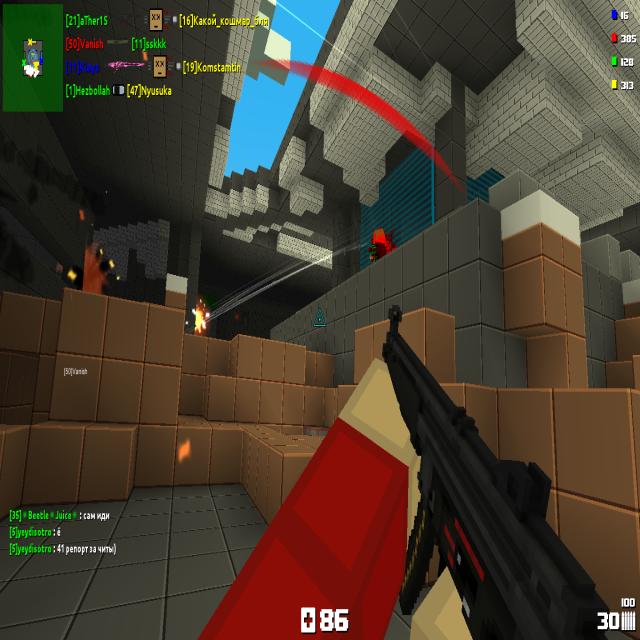 [21]aTher1S [16]Какой_кошмар_бля
[50]Vanish [11]sskkk
[19]Komstamtin
[1]Hezbollah [47]Nyusuka
16
385
128
313
[50]Vanish
[35]*Beetle*Juice* : сам иди
[5]yeydisotro : ё
[5]yeydisotro : 41 репорт за читы)
86
100
30